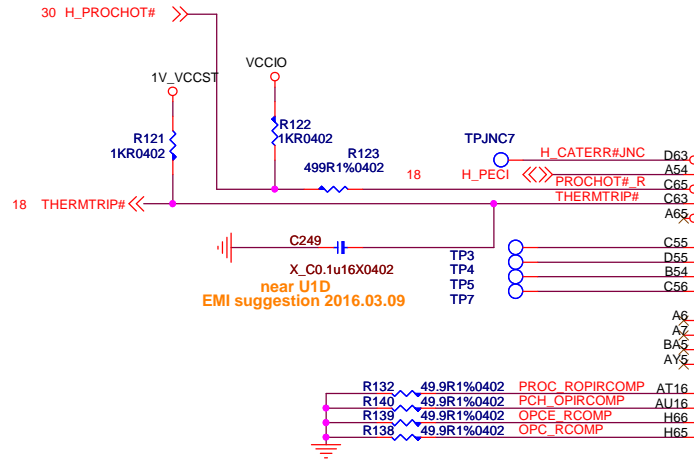 30 H_PROCHOT#
VCCIO
1V_VCCST
R121
1KR0402
R122
1KR0402
R123
499R1%0402
TPJNC7
H_CATERR#JNC D63
18 H_PECI A54
PROCHOT#_R C65
18 THERMTRIP# THERMTRIP# C63
A65
C249
X_C0.1u16X0402
near U1D
EMI suggestion 2016.03.09
TP3 C55
TP4 D55
TP5 B54
TP7 C56
A6
A7
BA5
AY5
R132 49.9R1%0402 PROC_ROPIRCOMP AT16
R140 49.9R1%0402 PCH_OPIRCOMP AU16
R139 49.9R1%0402 OPCE_RCOMP H66
R138 49.9R1%0402 OPC_RCOMP H65